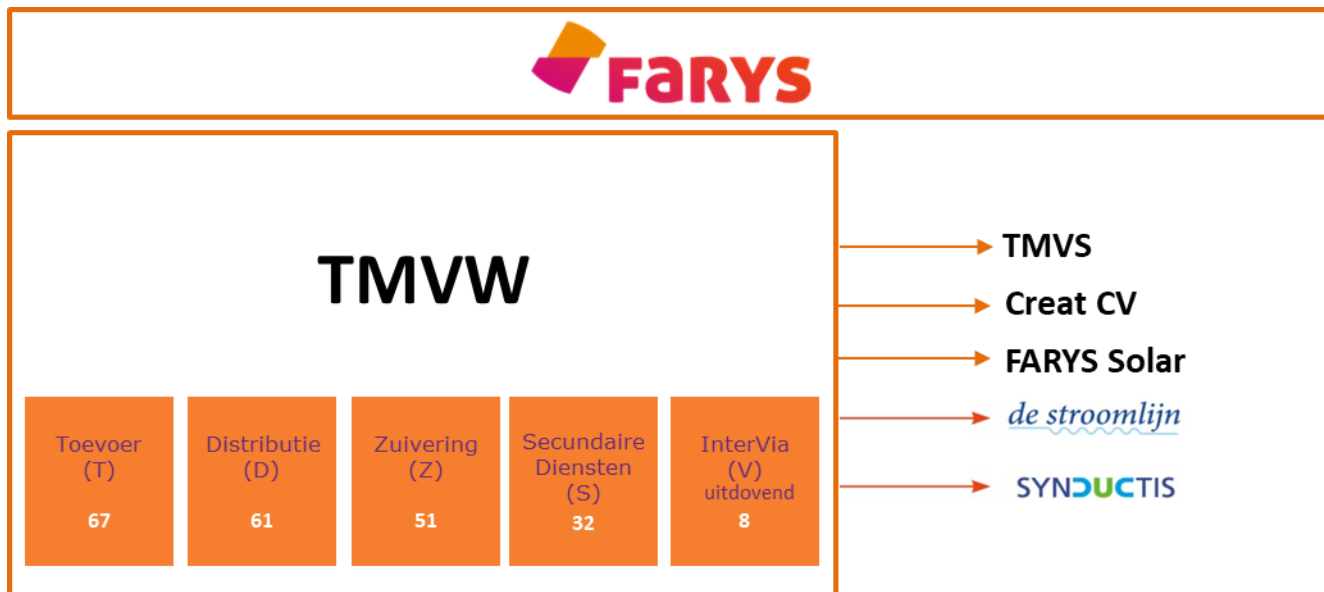 FARYS
TMVW
Toevoer
(T)
67
Distributie
(D)
61
Zuivering
(Z)
51
Secundaire
Diensten
(S)
32
InterVia
(V)
uitdovend
8
TMVS
Creat CV
FARYS Solar
de stroomlijn
SYNDUCTIS